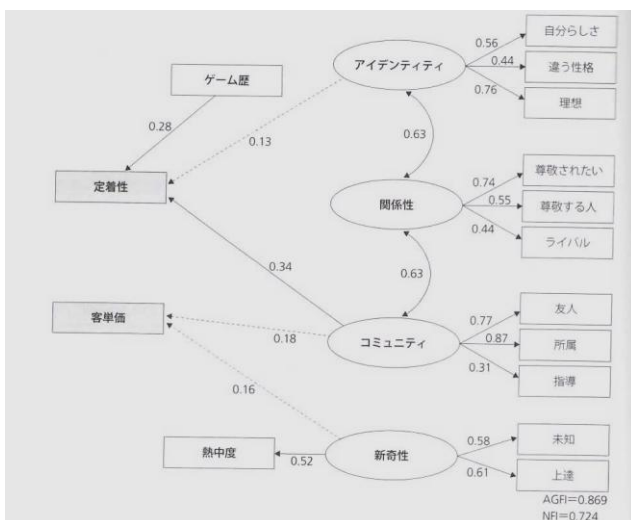 自分らしさ
0.56
アイデンティティ
0.44
違う性格
ゲーム歴
0.76
理想
0.28
0.13
0.63
尊敬されたい
定着性
0.74
関係性
0.55
尊敬する人
0.44
ライバル
0.34
0.63
客単価
友人
0.77
0.18
コミュニティ
0.87
所属
0.31
指導
0.16
未知
0.58
熱中度
0.52
新奇性
0.61
上達
AGFI=0.869
NFI=0.724